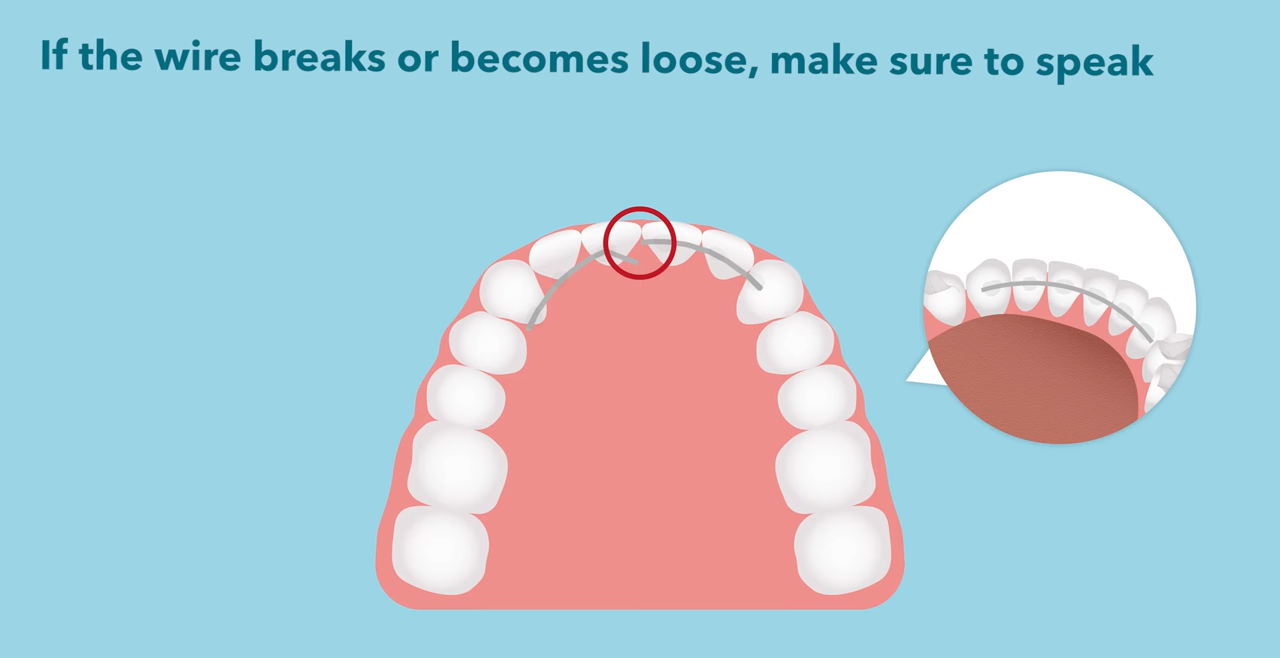 If the wire breaks or becomes loose, make sure to speak